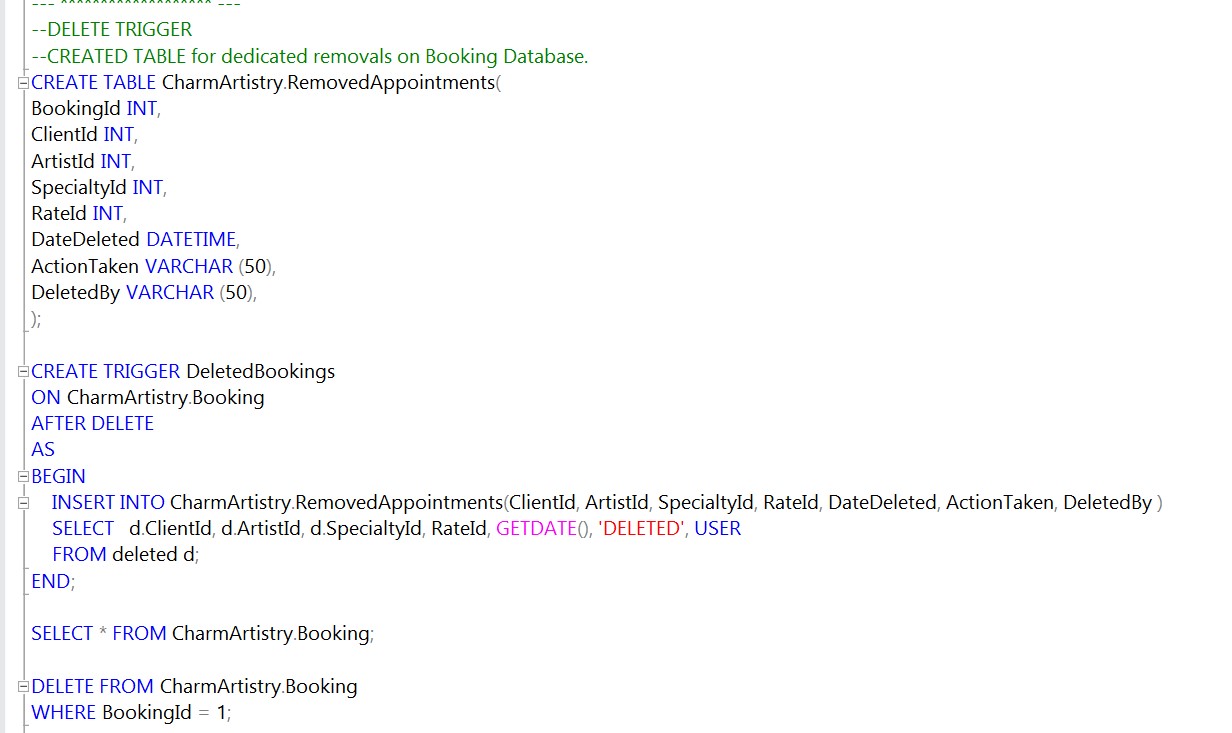 --DELETE TRIGGER
--CREATED TABLE for dedicated removals on Booking Database.
CREATE TABLE CharmArtistry.RemovedAppointments(
BookingId INT,
ClientId INT,
ArtistId INT,
SpecialtyId INT,
RateId INT,
DateDeleted DATETIME,
ActionTaken VARCHAR (50),
DeletedBy VARCHAR (50),
);
CREATE TRIGGER DeletedBookings
ON CharmArtistry.Booking
AFTER DELETE
AS
BEGIN
INSERT INTO CharmArtistry.RemovedAppointments(ClientId, ArtistId, SpecialtyId, RateId, DateDeleted, ActionTaken, DeletedBy )
SELECT d.ClientId, d.ArtistId, d.SpecialtyId, RateId, GETDATE(), 'DELETED', USER
FROM deleted d;
END;
SELECT * FROM CharmArtistry.Booking;
DELETE FROM CharmArtistry.Booking
WHERE BookingId = 1;